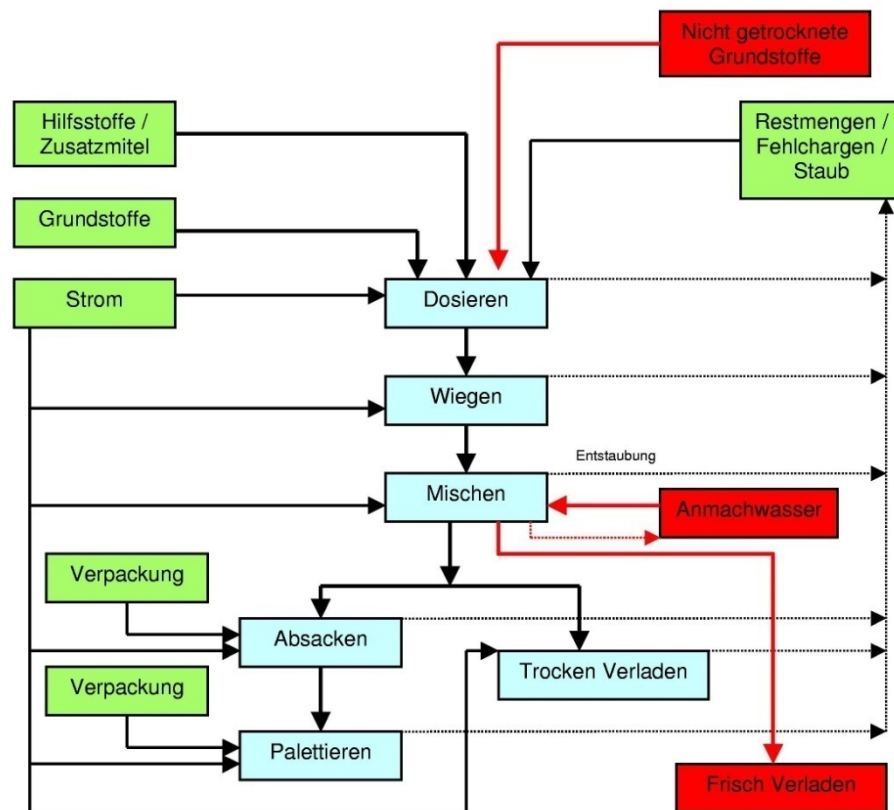 Nicht getrocknete
Grundstoffe
Hilfsstoffe /
Zusatzmitel
Restmengen /
Fehlchargen /
Staub
Grundstoffe
Strom
Dosieren
Wiegen
Entstaubung
Mischen
Anmachwasser
Verpackung
Absacken
Trocken Verladen
Verpackung
Palettieren
Frisch Verladen